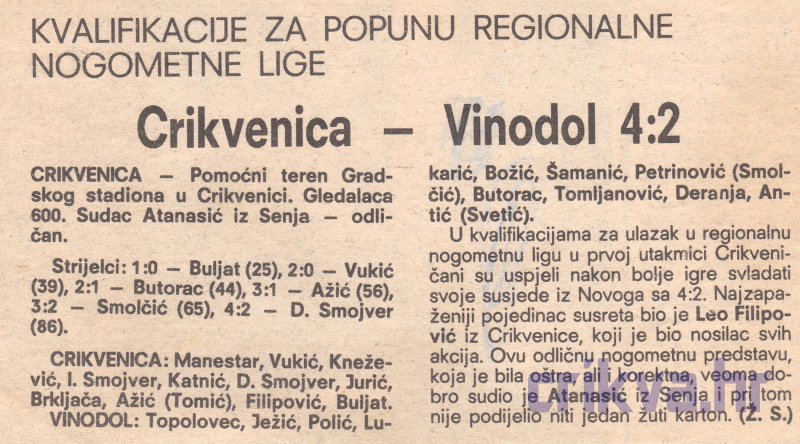 KVALIFIKACIJE ZA POPUNU REGIONALNE
NOGOMETNE LIGE
Crikvenica — Vinodol 4:2
CRIKVENICA — Pomoćni teren Grad-
skog stadiona u Crikvenici. Gledalaca
600. Sudac Atanasić iz Senja — odli-
čan.
Strijelci: 1:0 — Buljat (25), 2:0 — Vukić
(39), 2:1 — Butorac (44), 3:1 — Ažić (56),
3:2 — Smolčić (65), 4:2 — D. Smojver
(86).
CRIKVENICA: Manestar, Vukić, Kneže-
vić, I. Smojver, Katnić, D. Smojver, Jurić,
Brkljača, Ažić (Tomić), Filipović, Buljat.
VINODOL: Topolovec, Ježić, Polić, Lu-
karić, Božić, Šamanić, Petrinović (Smol-
čić), Butorac, Tomljanović, Deranja, An-
tić (Svetić).
U kvalifikacijama za ulazak u regionalnu
nogometnu ligu u prvoj utakmici Crikveni-
čani su uspjeli nakon bolje igre svladati
svoje susjede iz Novoga sa 4:2. Najzapa-
ženiji pojedinac susreta bio je Leo Filipo-
vić iz Crikvenice, koji je bio nosilac svih
akcija. Ovu odličnu nogometnu predstavu,
koja je bila oštra ali i korektna veoma do-
bro sudio je Atanasić iz Senja i pri tom
nije podijelio niti jedan žuti karton. (Ž. S.)
crikva.hr